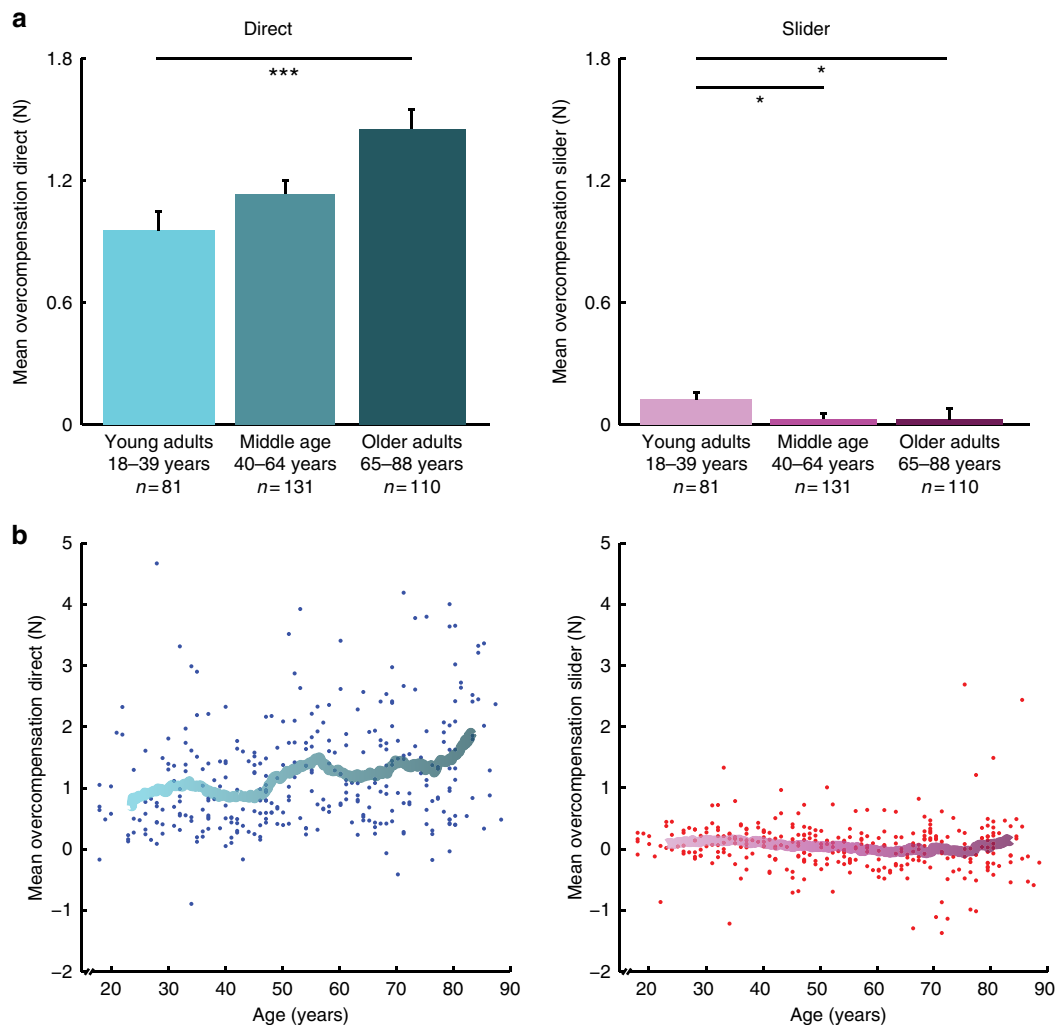 a
Direct
Mean overcompensation direct (N)
1.8
1.2
0.6
0
***
Young adults
18–39 years
n=81
Middle age
40–64 years
n=131
Older adults
65–88 years
n=110
Slider
Mean overcompensation slider (N)
1.8
1.2
0.6
0
*
*
Young adults
18–39 years
n=81
Middle age
40–64 years
n=131
Older adults
65–88 years
n=110
b
Mean overcompensation direct (N)
5
4
3
2
1
0
−1
−2
20 30 40 50 60 70 80 90
Age (years)
Mean overcompensation slider (N)
5
4
3
2
1
0
−1
−2
20 30 40 50 60 70 80 90
Age (years)